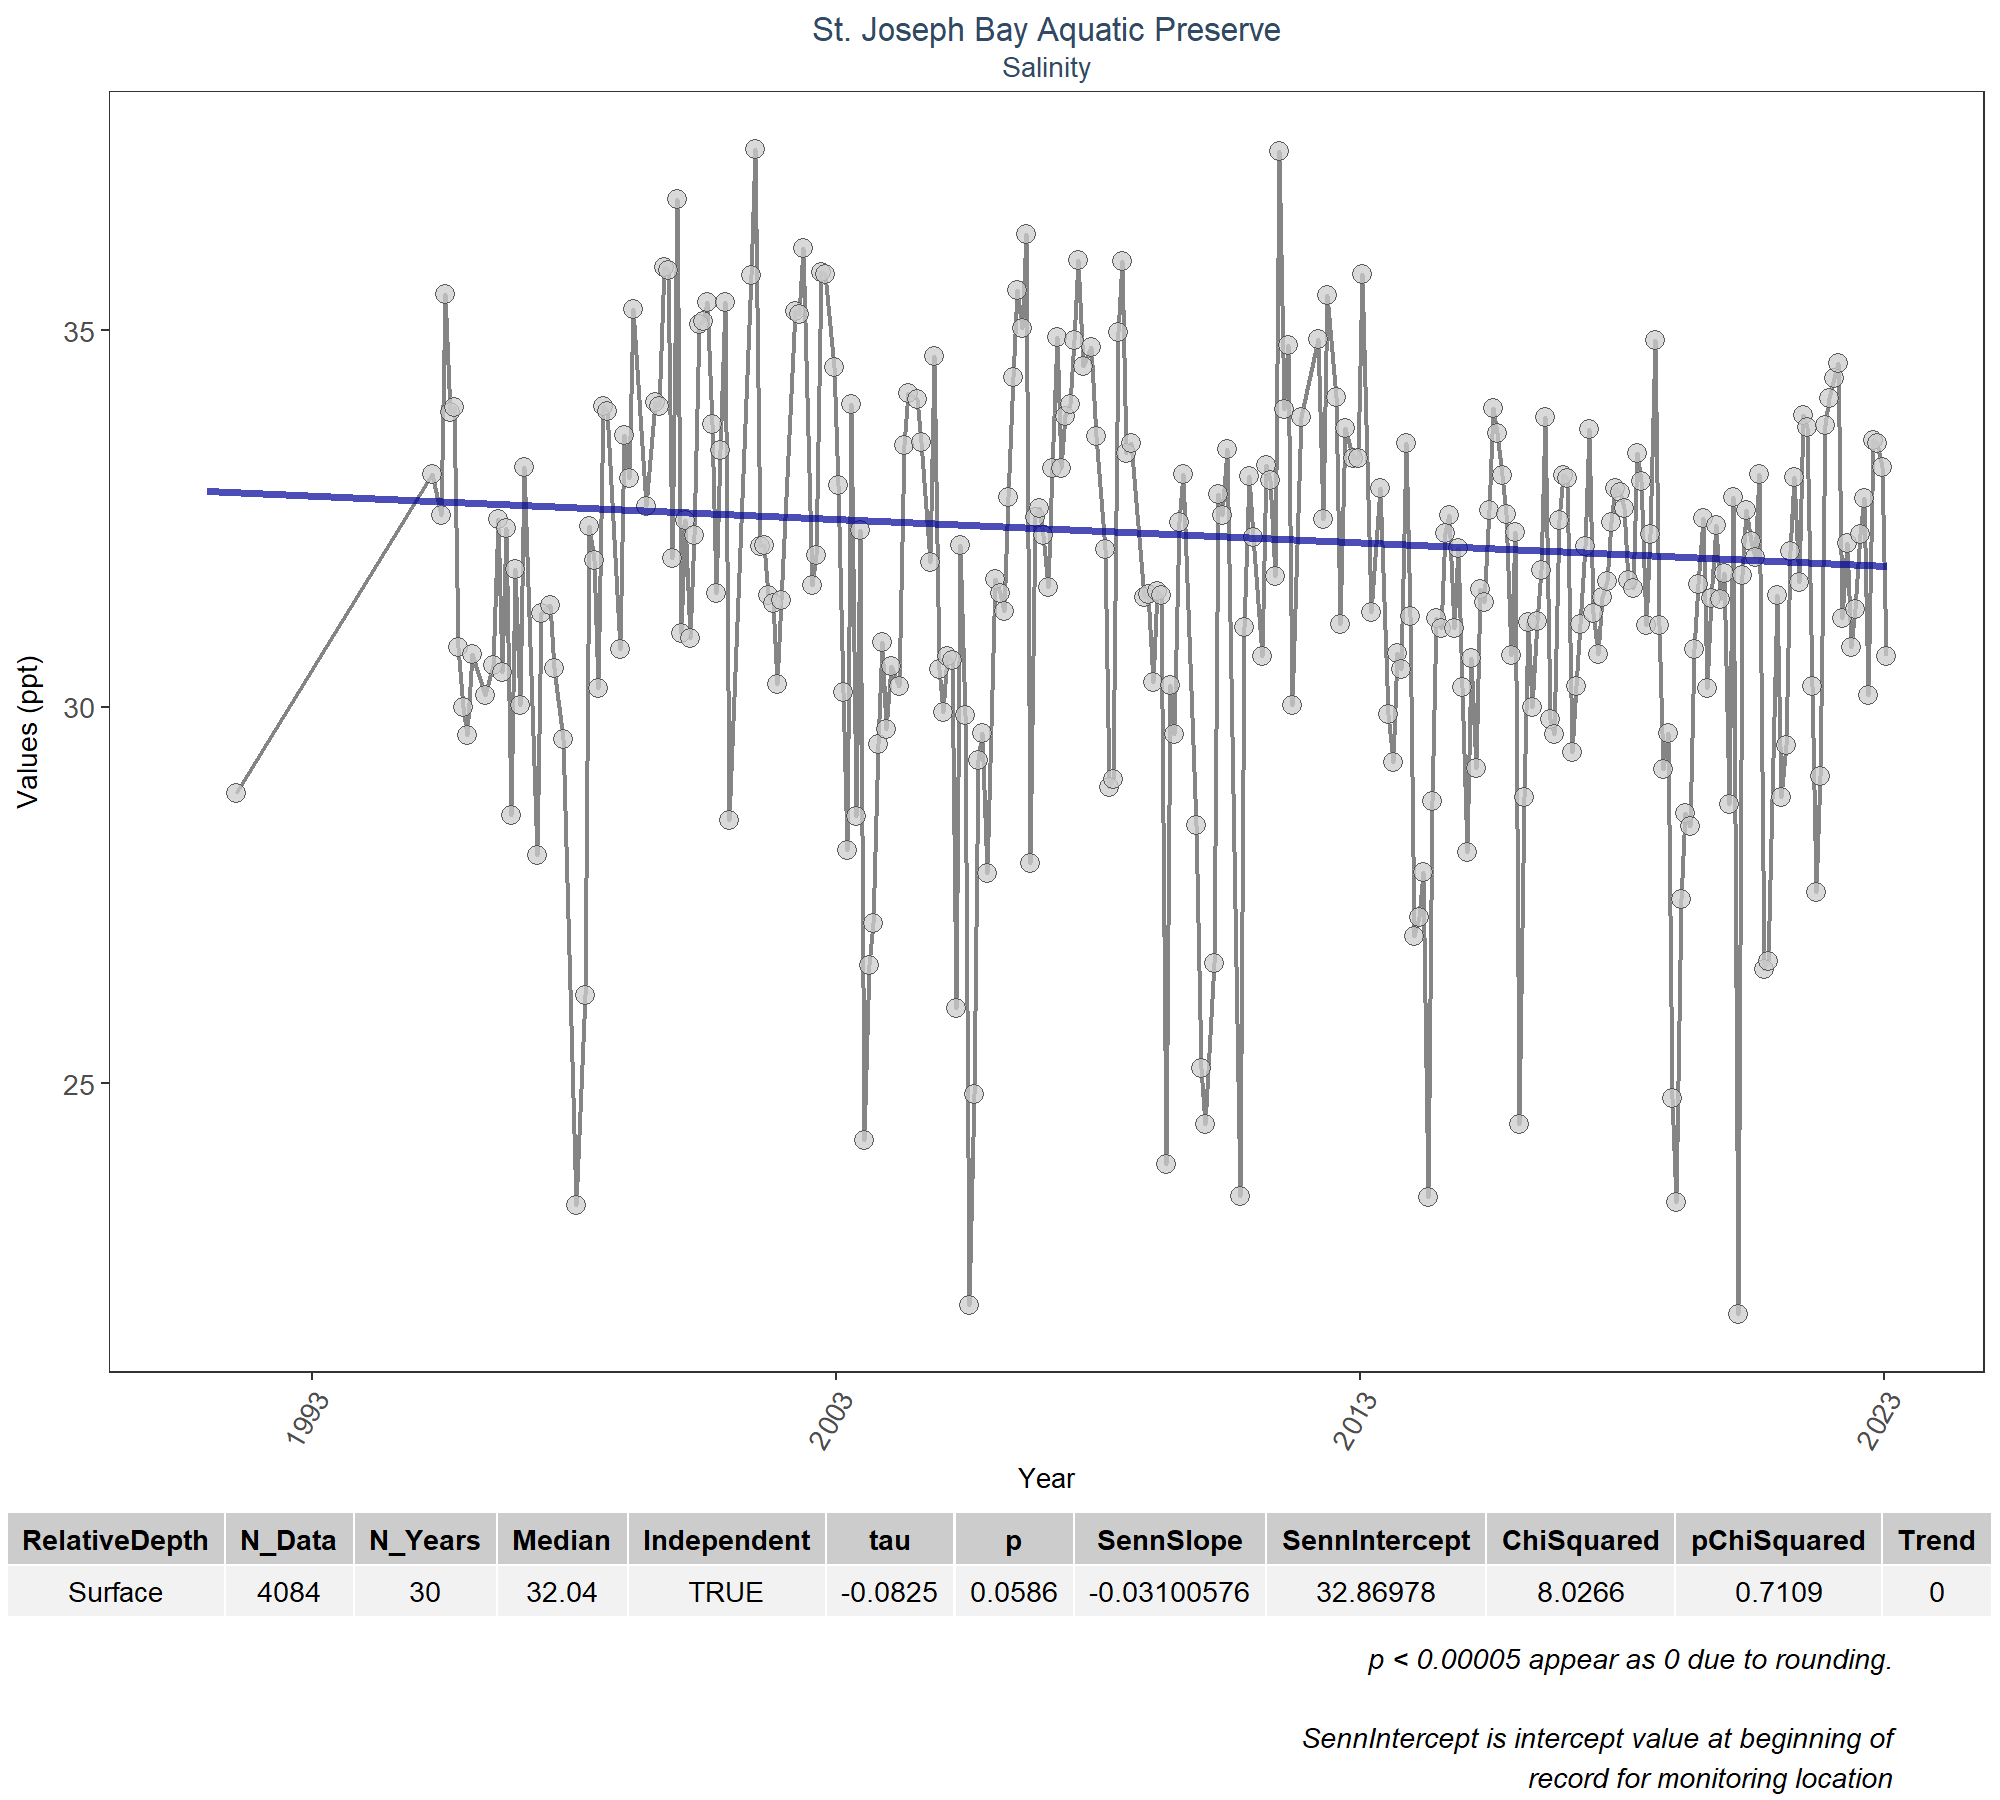 St. Joseph Bay Aquatic Preserve
Salinity
35
30
25
Values (ppt)
1993
2003
2013
2023
Year
RelativeDepth N_Data N_Years Median Independent tau p SennSlope SennIntercept ChiSquared pChiSquared Trend
Surface 4084 30 32.04 TRUE -0.0825 0.0586 -0.03100576 32.86978 8.0266 0.7109 0
p < 0.00005 appear as 0 due to rounding.
SennIntercept is intercept value at beginning of
record for monitoring location